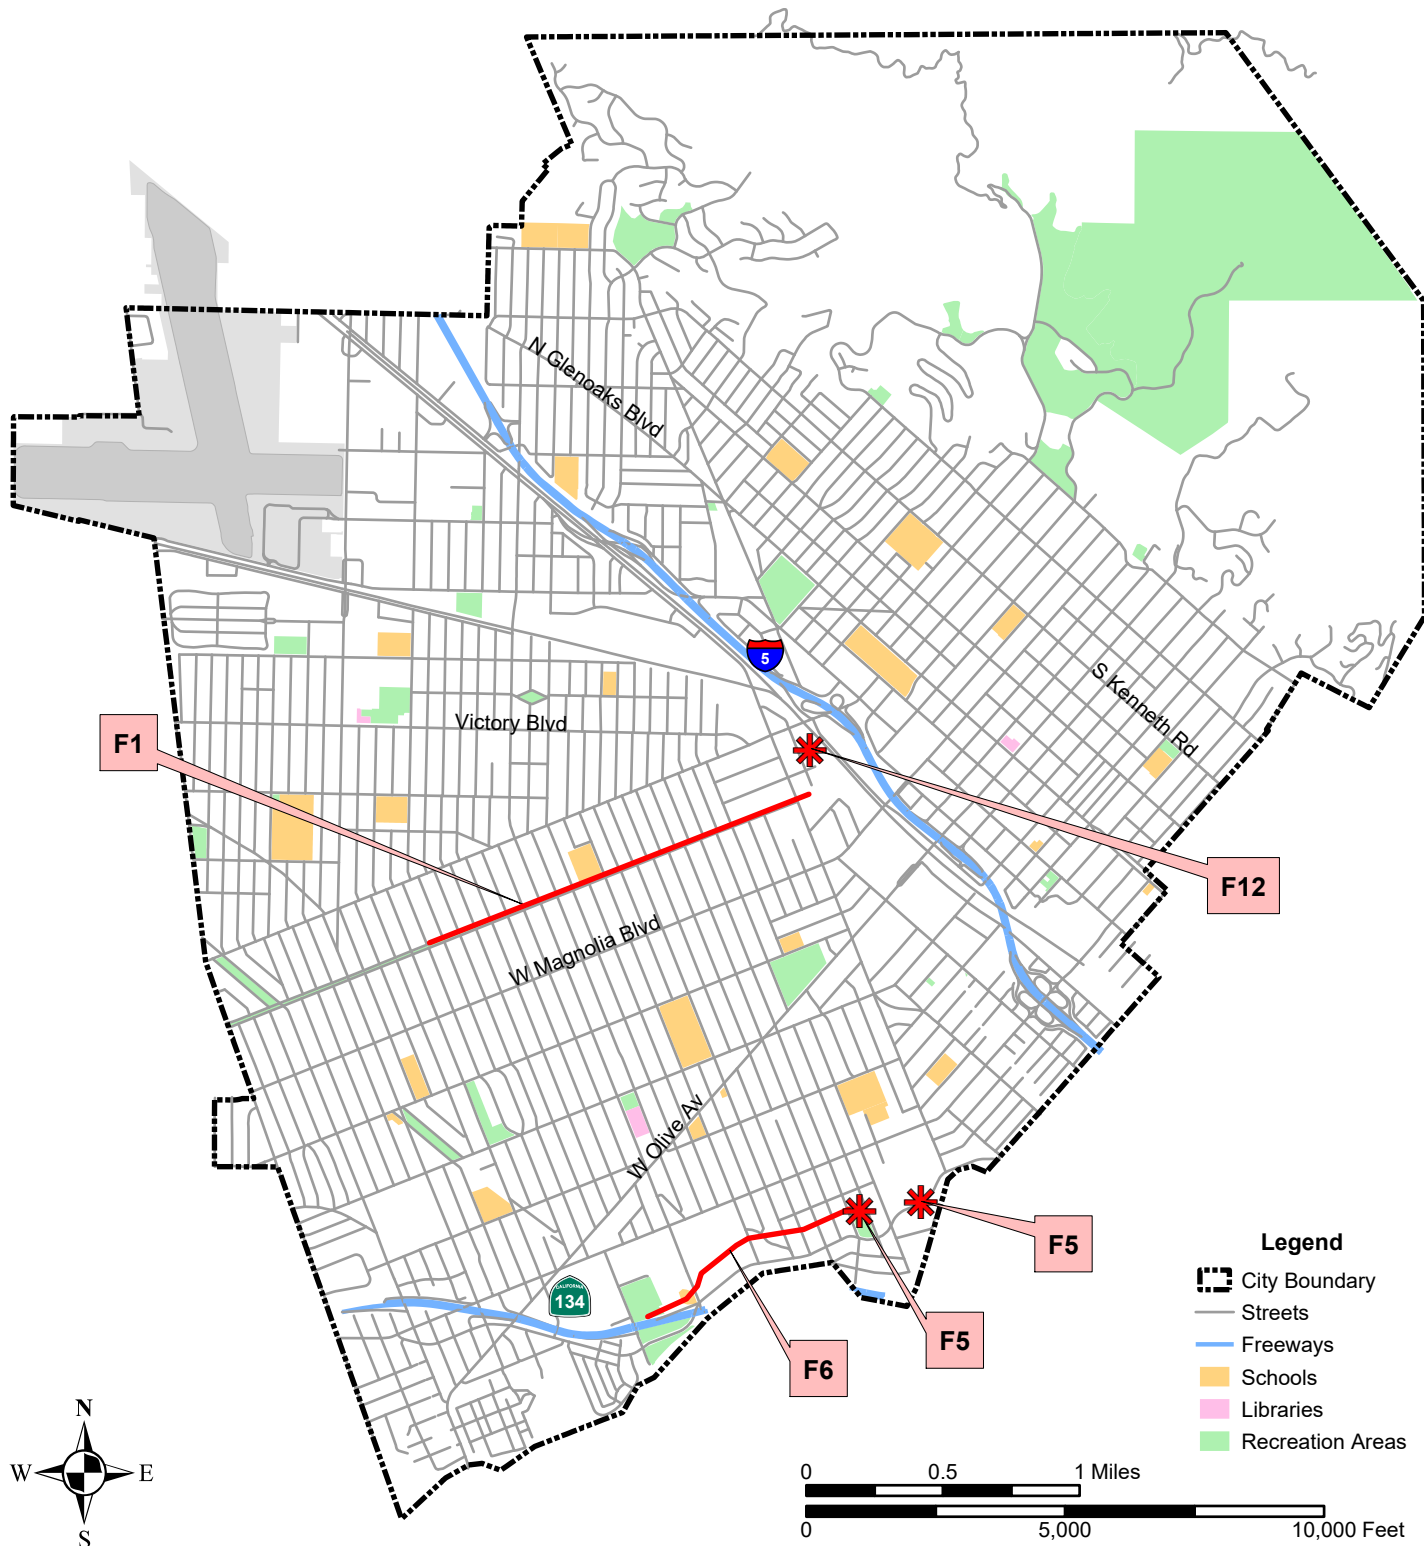 N Glenoaks Blvd
5
S Kenneth Rd
Victory Blvd
F1
F12
W Magnolia Blvd
W Olive Av
F5
Legend
City Boundary
CALIFORNIA
134
Streets
F5
Freeways
F6
Schools
Libraries
Recreation Areas
N
W E
S
0 0.5 1 Miles
0 5,000 10,000 Feet